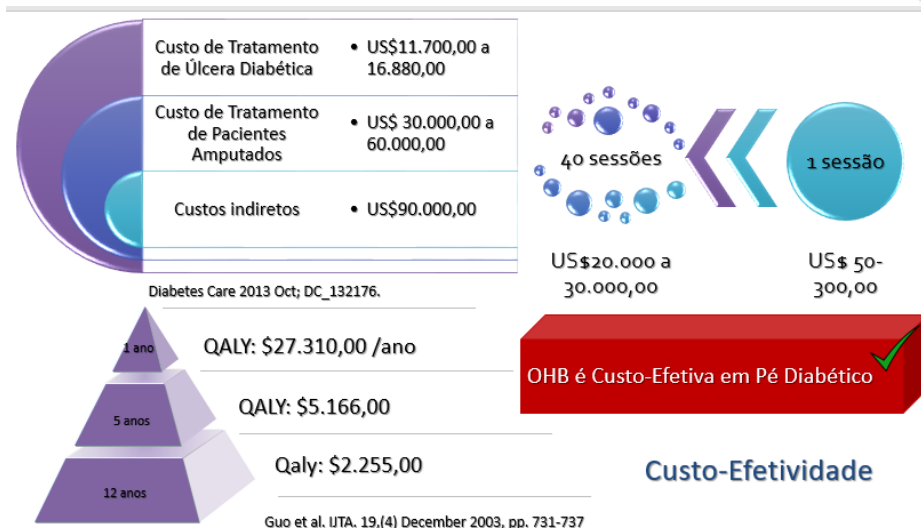 Custo de Tratamento
de Úlcera Diabética
• US$11.700,00 a
16.880,00
Custo de Tratamento
de Pacientes
Amputados
• US$ 30.000,00 a
60.000,00
Custos indiretos
• US$90.000,00
Diabetes Care 2013 Oct; DC_132176.
40 sessões
1 sessão
US$20.000 a
30.000,00
US$ 50-
300,00
1 ano
QALY: $27.310,00 /ano
5 anos
QALY: $5.166,00
12 anos
Qaly: $2.255,00
OHB é Custo-Efetiva em Pé Diabético
Custo-Efetividade
Guo et al. IJTA. 19,(4) December 2003, pp. 731-737